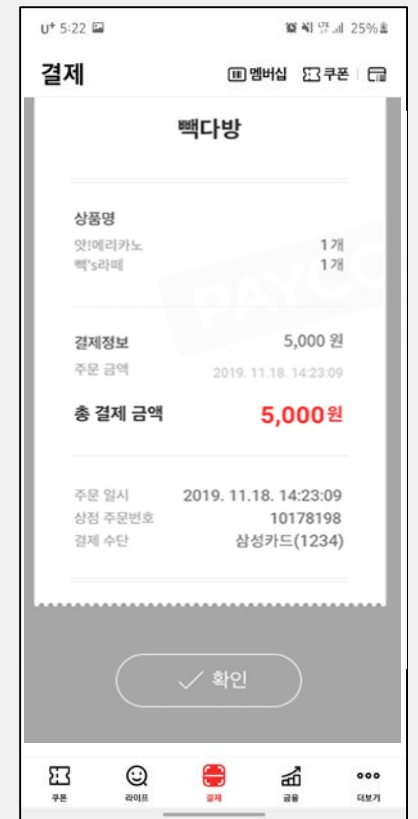 U⁺ 5:22 25%
결제 멤버십 쿠폰
빽다방
상품명
앗!메리카노 1개
빽's라떼 1개
PAYCO
결제정보 5,000 원
주문 금액 2019. 11.18. 14:23:09
총 결제 금액 5,000원
주문 일시 2019. 11.18. 14:23:09
상점 주문번호 10178198
결제 수단 삼성카드(1234)
확인
쿠폰 라이프 결제 금융 더보기